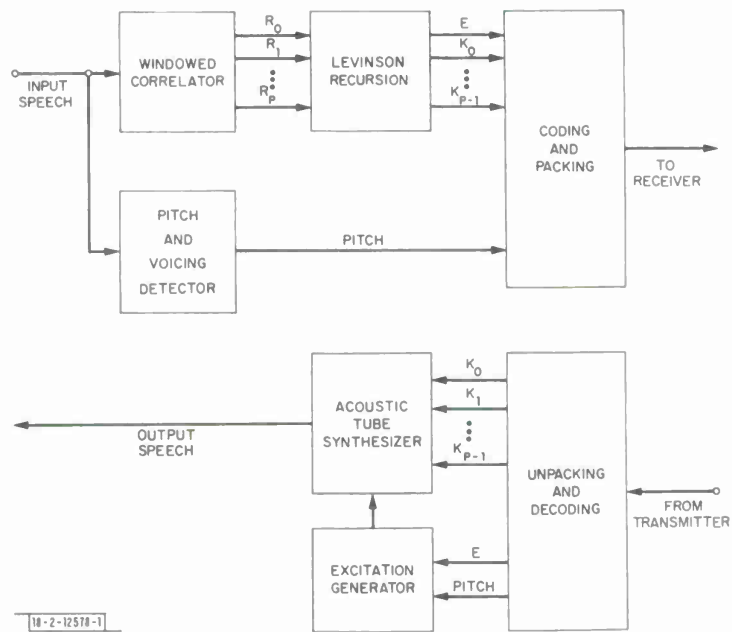 R0
R1
RP
E
K0
KP-1
WINDOWED
CORRELATOR
LEVINSON
RECURSION
INPUT
SPEECH
CODING
AND
PACKING
TO
RECEIVER
PITCH
AND
VOICING
DETECTOR
PITCH
K0
K1
KP-1
ACOUSTIC
TUBE
SYNTHESIZER
OUTPUT
SPEECH
UNPACKING
AND
DECODING
FROM
TRANSMITTER
E
PITCH
EXCITATION
GENERATOR
18-2-12578-1